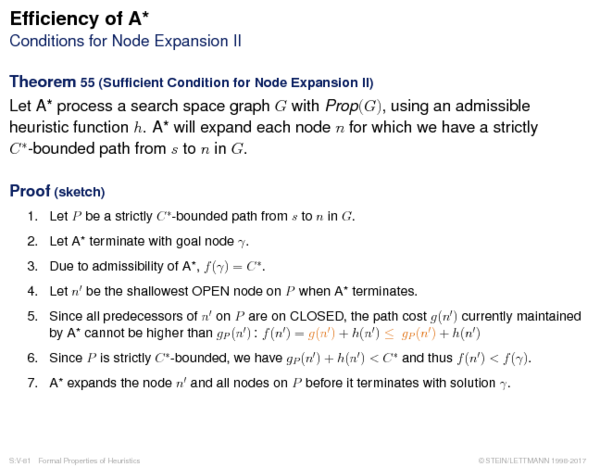 Efficiency of A*
Conditions for Node Expansion II
Theorem 55 (Sufficient Condition for Node Expansion II)
Let A* process a search space graph G with Prop(G), using an admissible
heuristic function h. A* will expand each node n for which we have a strictly
C*-bounded path from s to n in G.
Proof (sketch)
1. Let P be a strictly C*-bounded path from s to n in G.
2. Let A* terminate with goal node γ.
3. Due to admissibility of A*, f(γ) = C*.
4. Let n′ be the shallowest OPEN node on P when A* terminates.
5. Since all predecessors of n′ on P are on CLOSED, the path cost g(n′) currently maintained
by A* cannot be higher than g_P(n′) : f(n′) = g(n′) + h(n′) ≤ g_P(n′) + h(n′)
6. Since P is strictly C*-bounded, we have g_P(n′) + h(n′) < C* and thus f(n′) < f(γ).
7. A* expands the node n′ and all nodes on P before it terminates with solution γ.
S:V-81 Formal Properties of Heuristics
© STEIN/LETTMANN 1998-2017